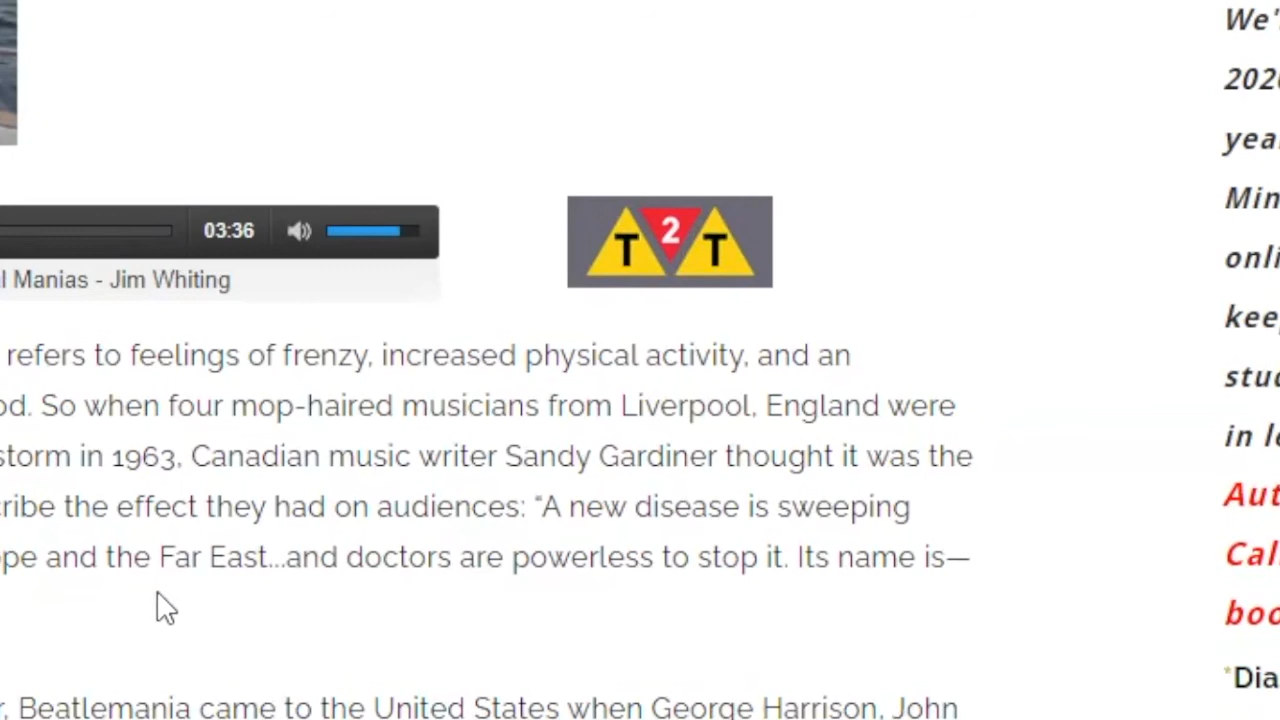 We'
202
yea
Min
onli
kee
stu
in l
Aut
Cal
boo
*Dia
03:36
T 2 T
l Manias - Jim Whiting
refers to feelings of frenzy, increased physical activity, and an
od. So when four mop-haired musicians from Liverpool, England were
storm in 1963, Canadian music writer Sandy Gardiner thought it was the
cribe the effect they had on audiences: “A new disease is sweeping
ope and the Far East...and doctors are powerless to stop it. Its name is—
r, Beatlemania came to the United States when George Harrison, John